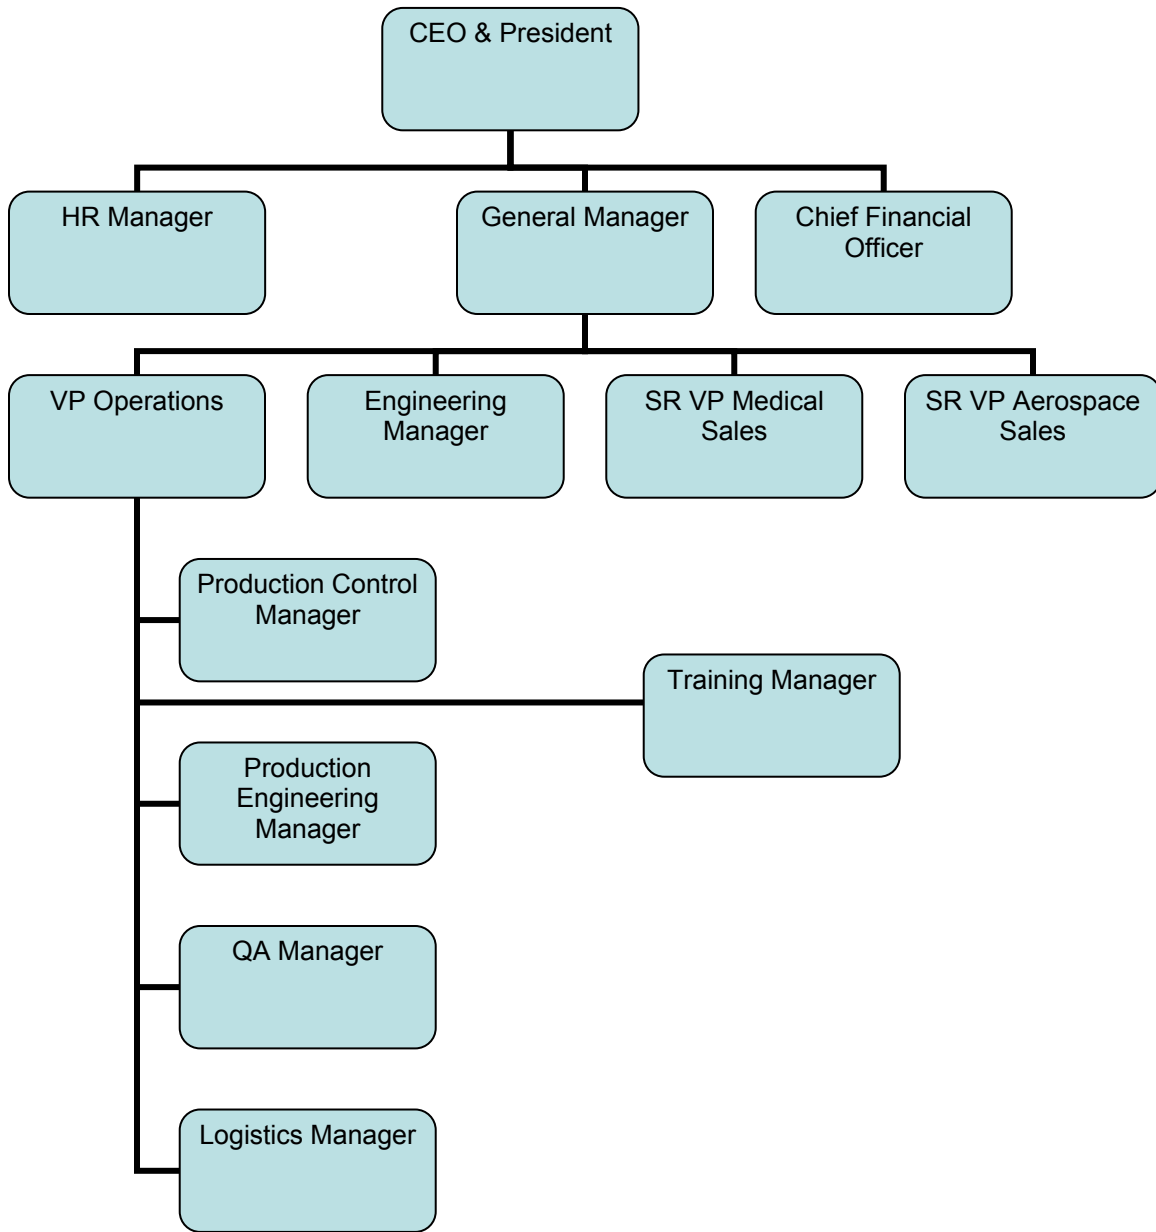 CEO & President
HR Manager
General Manager
Chief Financial
Officer
VP Operations
Engineering
Manager
SR VP Medical
Sales
SR VP Aerospace
Sales
Production Control
Manager
Training Manager
Production
Engineering
Manager
QA Manager
Logistics Manager